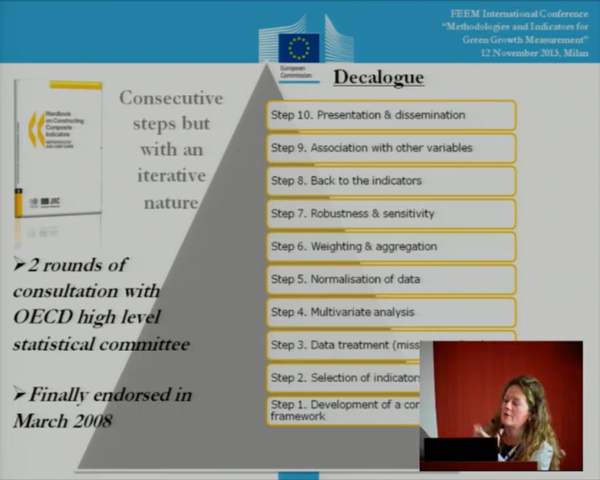 FEEM International Conference
"Methodologies and Indicators for
Green Growth Measurement"
12 November 2013, Milan
European
Commission
Decalogue
Handbook
on Constructing
Composite
Indicators
Consecutive
steps but
with an
iterative
nature
Step 10. Presentation & dissemination
Step 9. Association with other variables
Step 8. Back to the indicators
Step 7. Robustness & sensitivity
Step 6. Weighting & aggregation
Step 5. Normalisation of data
Step 4. Multivariate analysis
Step 3. Data treatment (miss
Step 2. Selection of indicators
Step 1. Development of a con
framework
➤2 rounds of
consultation with
OECD high level
statistical committee
➤Finally endorsed in
March 2008